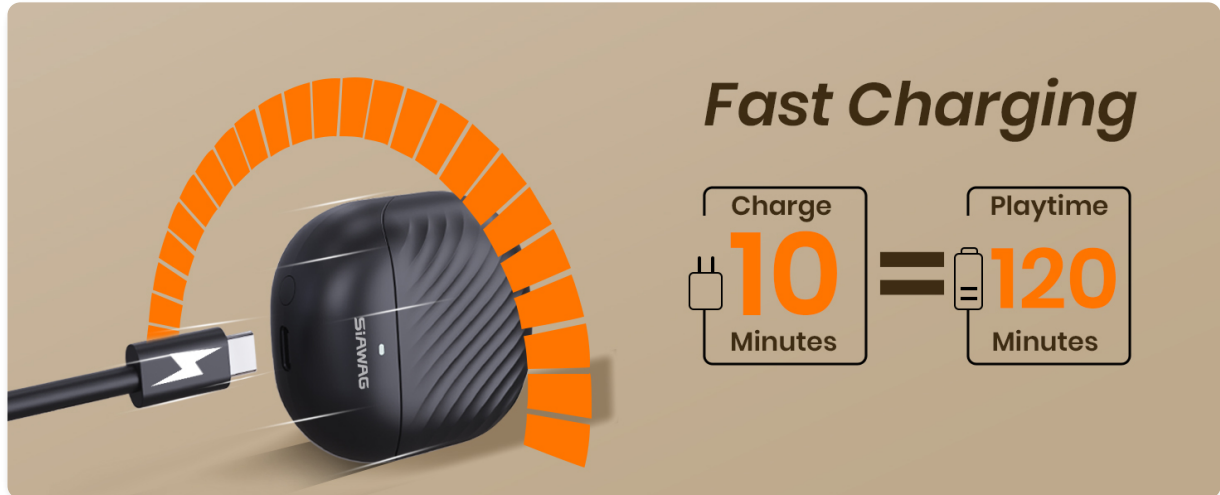 Fast Charging
Charge
10
Minutes
=
Playtime
120
Minutes
SiAWAG